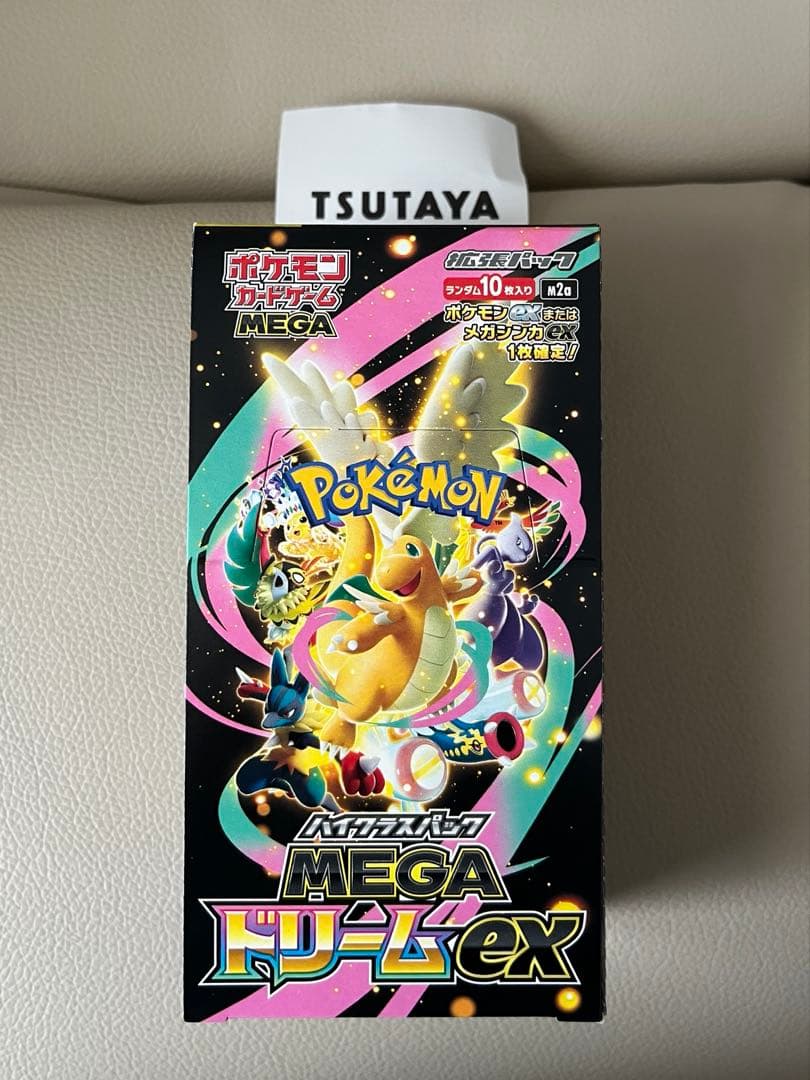 TSUTAYA
ポケモン
カードゲーム
MEGA
拡張パック
ランダム10枚入り
M2a
ポケモンexまたは
メガシンカex
1枚確定!
POKéMON
ハイクラスパック
MEGA
ドリームex